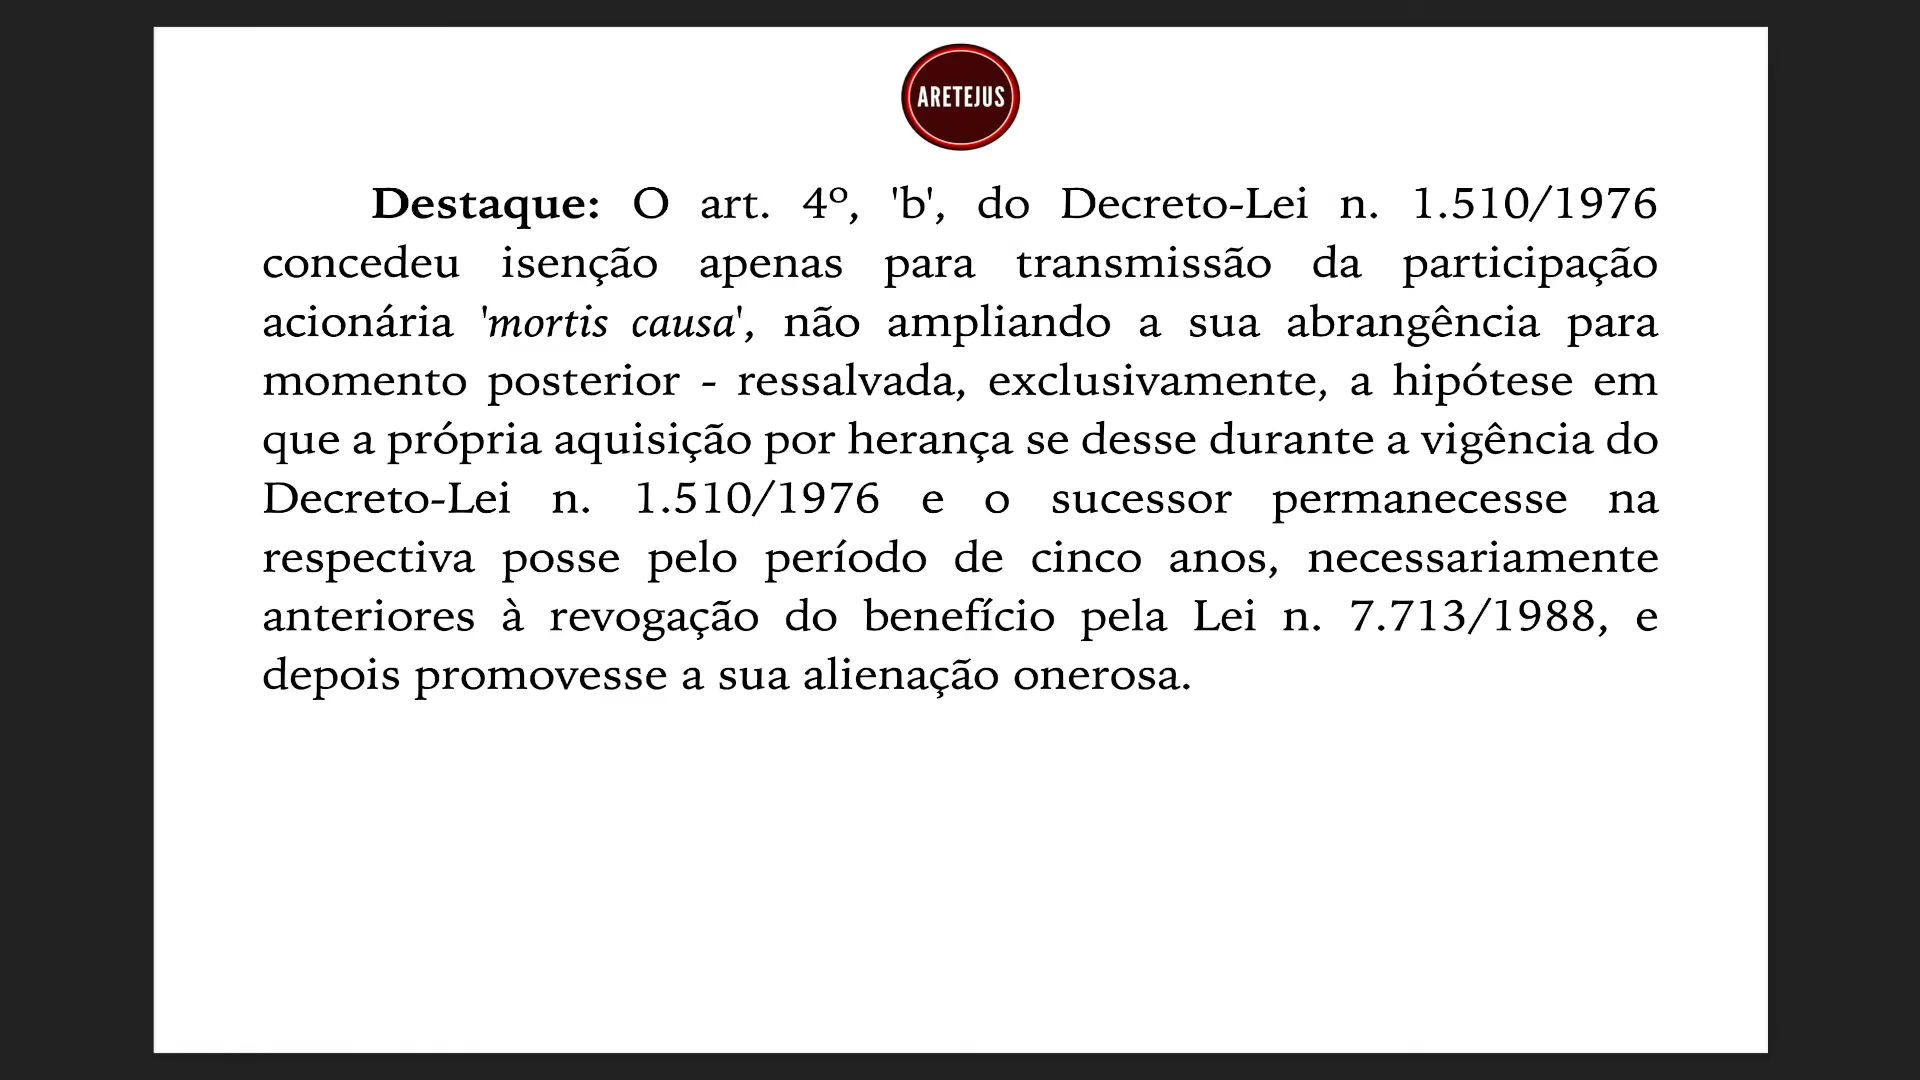 ARETEJUS
Destaque: O art. 4º, 'b', do Decreto-Lei n. 1.510/1976
concedeu isenção apenas para transmissão da participação
acionária 'mortis causa', não ampliando a sua abrangência para
momento posterior - ressalvada, exclusivamente, a hipótese em
que a própria aquisição por herança se desse durante a vigência do
Decreto-Lei n. 1.510/1976 e o sucessor permanecesse na
respectiva posse pelo período de cinco anos, necessariamente
anteriores à revogação do benefício pela Lei n. 7.713/1988, e
depois promovesse a sua alienação onerosa.